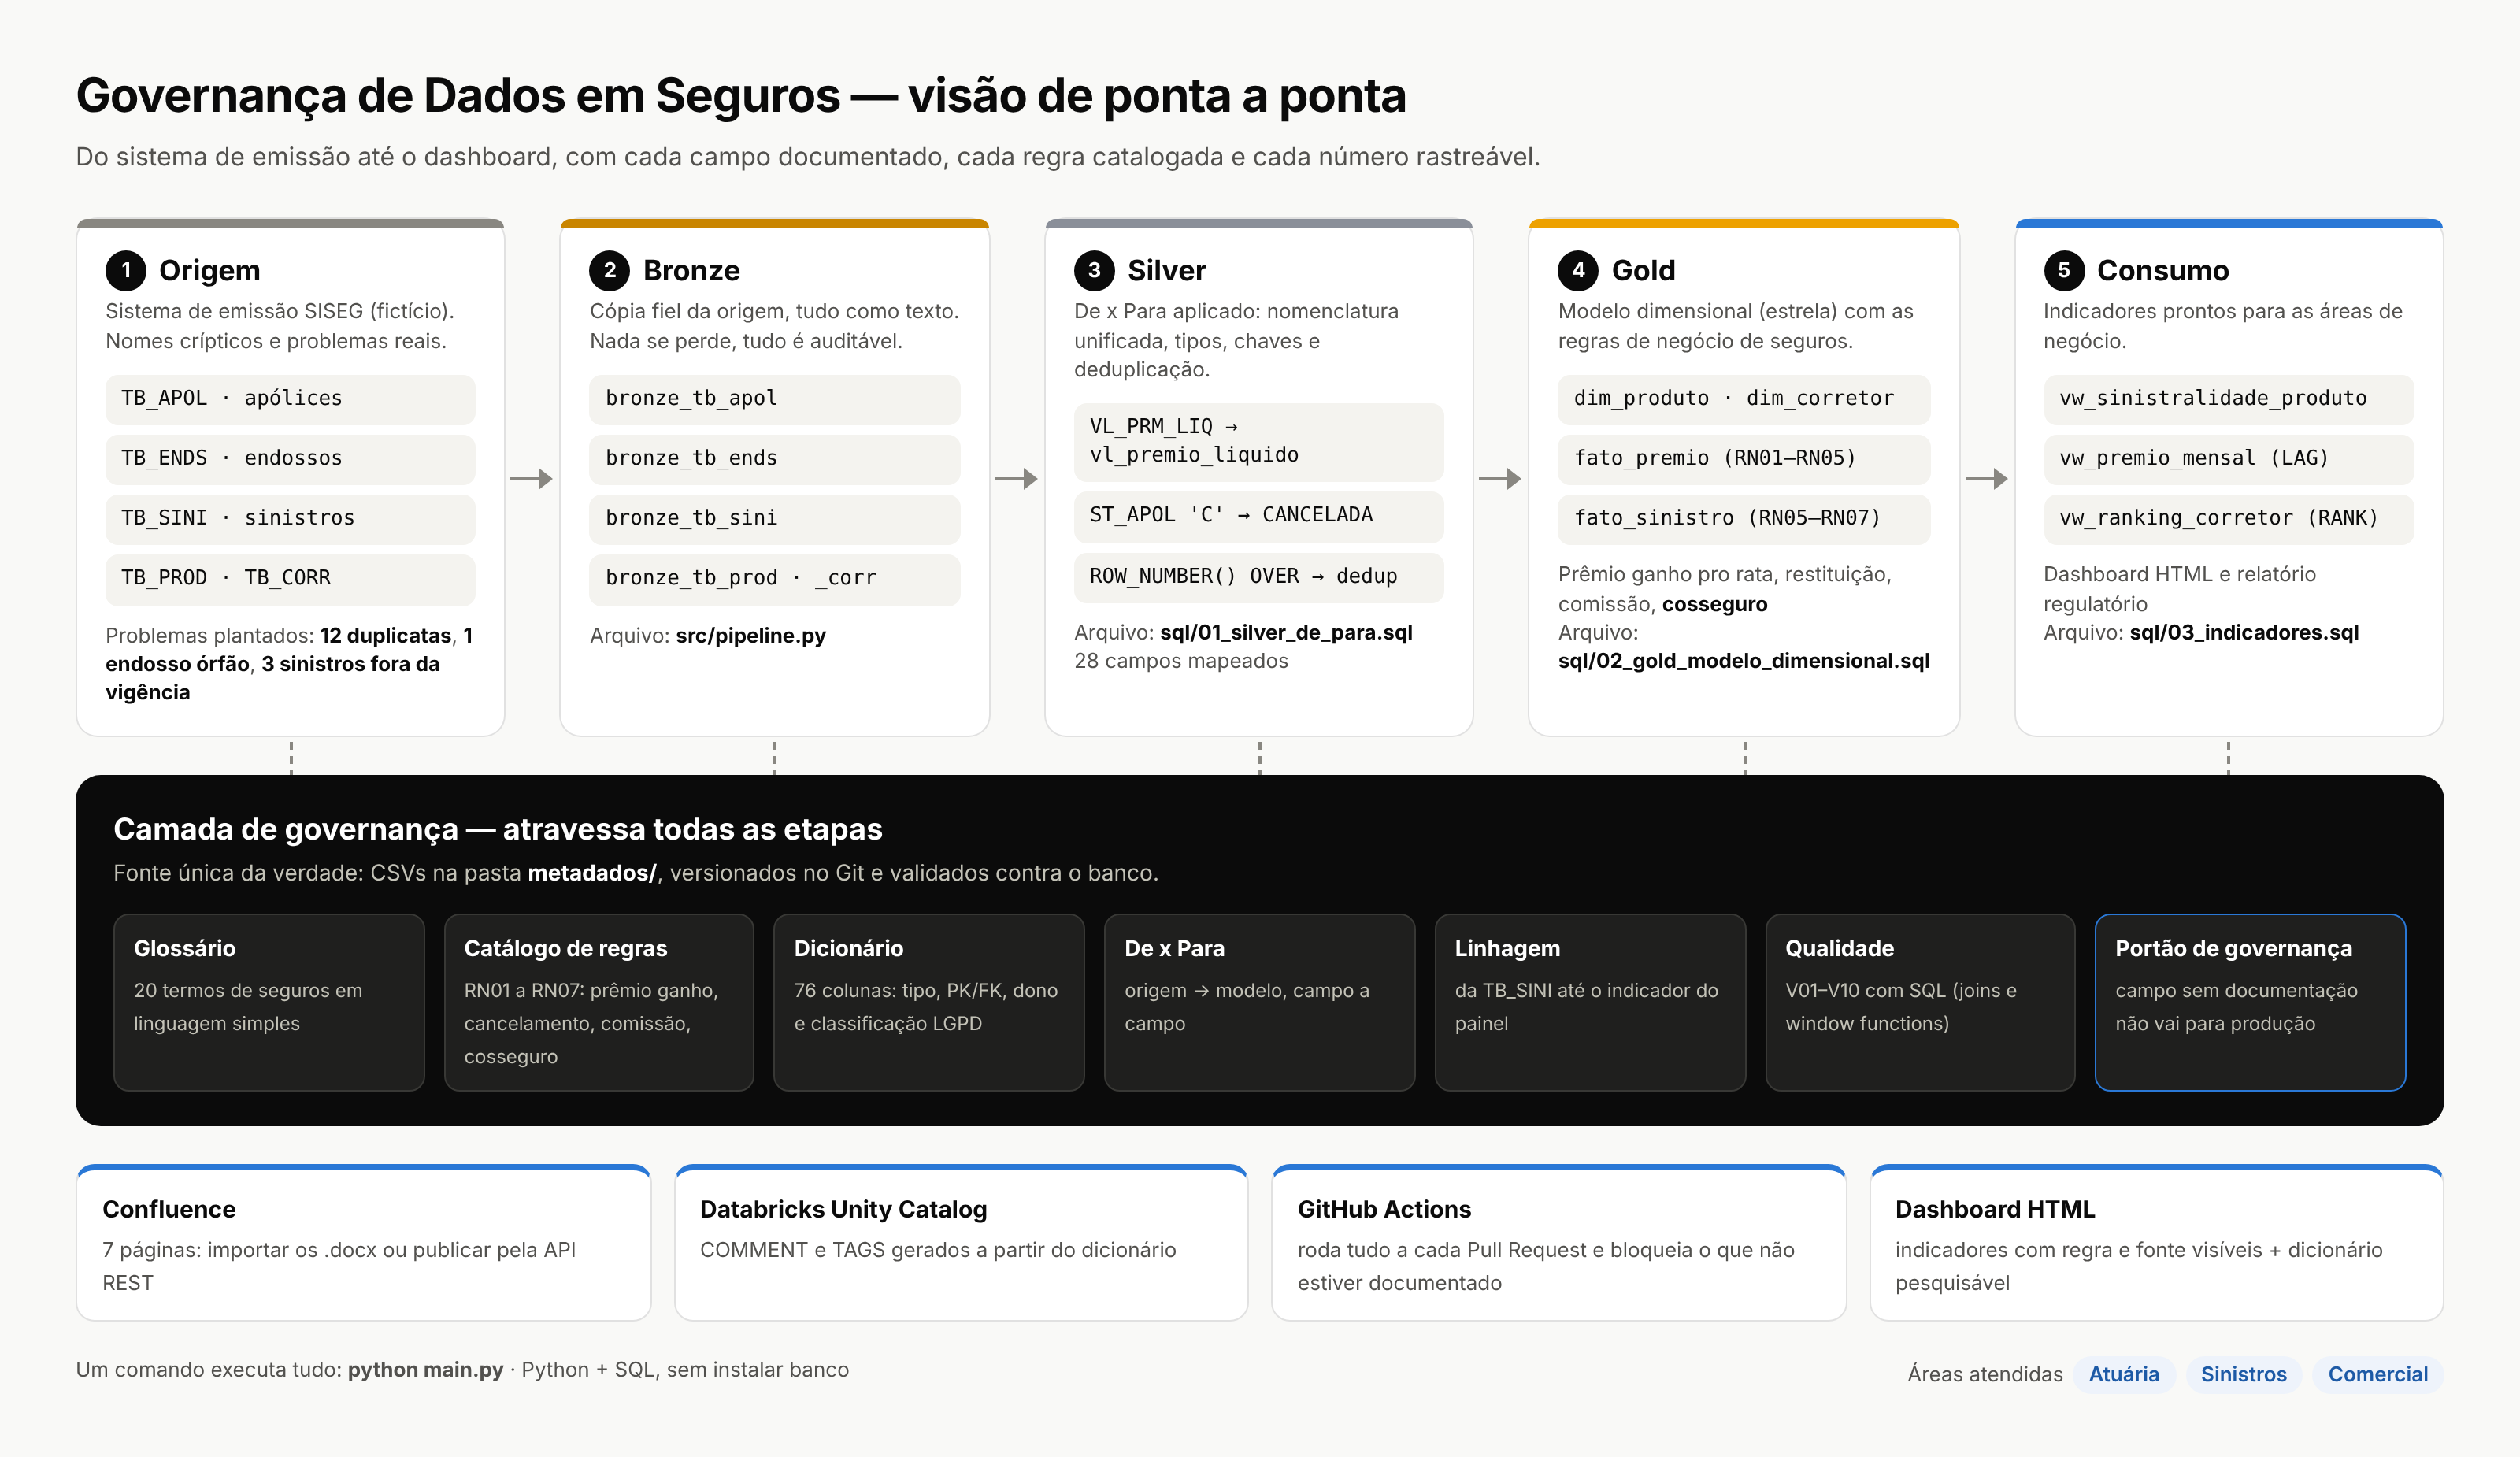 Governança de Dados em Seguros — visão de ponta a ponta
Do sistema de emissão até o dashboard, com cada campo documentado, cada regra catalogada e cada número rastreável.
1 Origem
Sistema de emissão SISEG (fictício).
Nomes crípticos e problemas reais.
TB_APOL · apólices
TB_ENDS · endossos
TB_SINI · sinistros
TB_PROD · TB_CORR
Problemas plantados: 12 duplicatas, 1
endosso órfão, 3 sinistros fora da
vigência
2 Bronze
Cópia fiel da origem, tudo como texto.
Nada se perde, tudo é auditável.
bronze_tb_apol
bronze_tb_ends
bronze_tb_sini
bronze_tb_prod · _corr
Arquivo: src/pipeline.py
3 Silver
De x Para aplicado: nomenclatura
unificada, tipos, chaves e
deduplicação.
VL_PRM_LIQ →
vl_premio_liquido
ST_APOL 'C' → CANCELADA
ROW_NUMBER() OVER → dedup
Arquivo: sql/01_silver_de_para.sql
28 campos mapeados
4 Gold
Modelo dimensional (estrela) com as
regras de negócio de seguros.
dim_produto · dim_corretor
fato_premio (RN01–RN05)
fato_sinistro (RN05–RN07)
Prêmio ganho pro rata, restituição,
comissão, cosseguro
Arquivo:
sql/02_gold_modelo_dimensional.sql
5 Consumo
Indicadores prontos para as áreas de
negócio.
vw_sinistralidade_produto
vw_premio_mensal (LAG)
vw_ranking_corretor (RANK)
Dashboard HTML e relatório
regulatório
Arquivo: sql/03_indicadores.sql
Camada de governança — atravessa todas as etapas
Fonte única da verdade: CSVs na pasta metadados/, versionados no Git e validados contra o banco.
Glossário
20 termos de seguros em
linguagem simples
Catálogo de regras
RN01 a RN07: prêmio ganho,
cancelamento, comissão,
cosseguro
Dicionário
76 colunas: tipo, PK/FK, dono
e classificação LGPD
De x Para
origem → modelo, campo a
campo
Linhagem
da TB_SINI até o indicador do
painel
Qualidade
V01–V10 com SQL (joins e
window functions)
Portão de governança
campo sem documentação
não vai para produção
Confluence
7 páginas: importar os .docx ou publicar pela API
REST
Databricks Unity Catalog
COMMENT e TAGS gerados a partir do dicionário
GitHub Actions
roda tudo a cada Pull Request e bloqueia o que não
estiver documentado
Dashboard HTML
indicadores com regra e fonte visíveis + dicionário
pesquisável
Um comando executa tudo: python main.py · Python + SQL, sem instalar banco
Áreas atendidas Atuária Sinistros Comercial